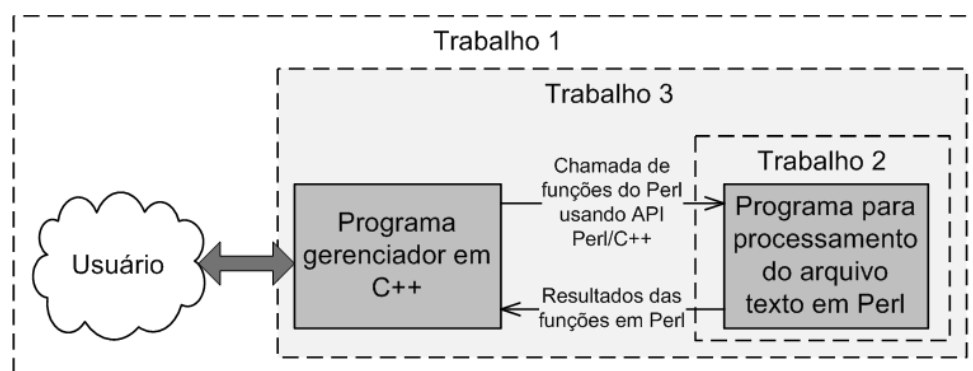 Trabalho 1
Trabalho 3
Trabalho 2
Usuário
Programa
gerenciador em
C++
Chamada de
funções do Perl
usando API
Perl/C++
Resultados das
funções em Perl
Programa para
processamento
do arquivo
texto em Perl